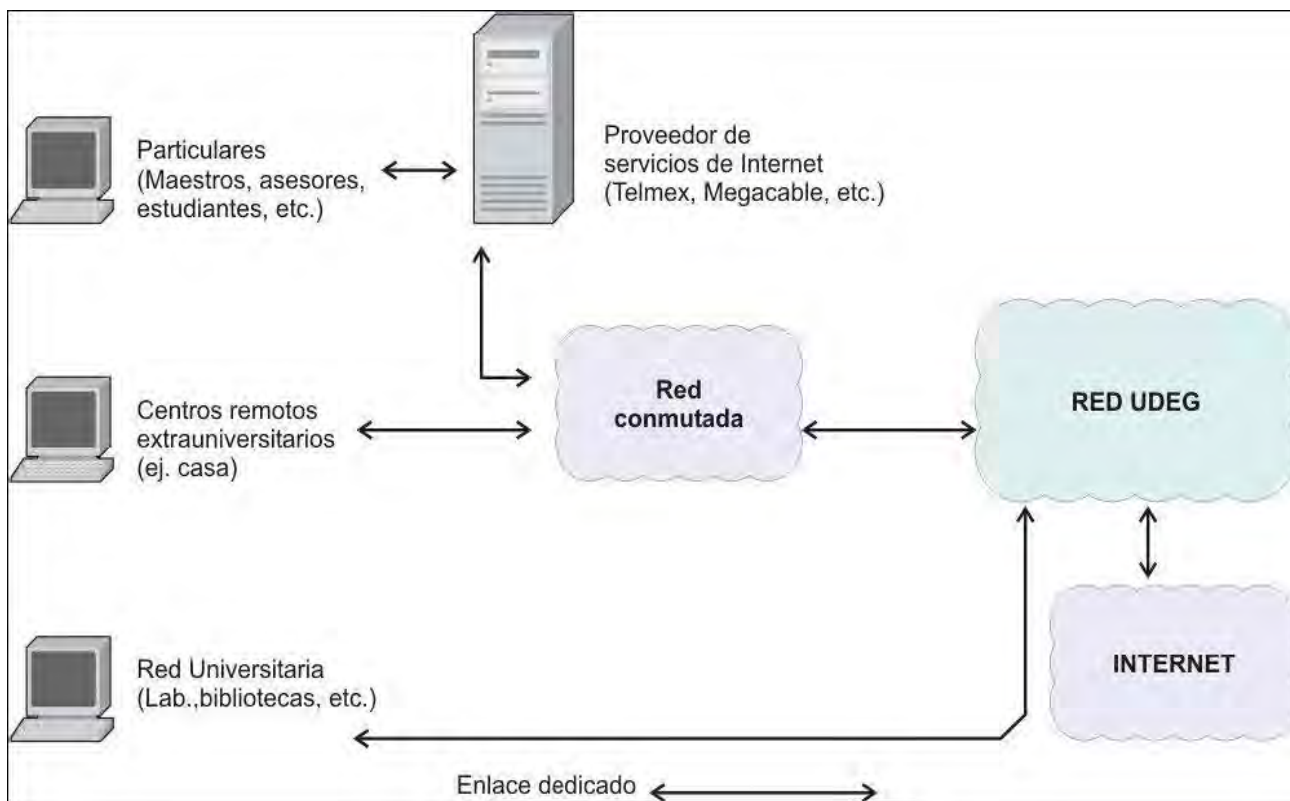 Particulares
(Maestros, asesores,
estudiantes, etc.)
Proveedor de
servicios de Internet
(Telmex, Megacable, etc.)
Centros remotos
extrauniversitarios
(ej. casa)
Red
conmutada
RED UDEG
Red Universitaria
(Lab.,bibliotecas, etc.)
INTERNET
Enlace dedicado